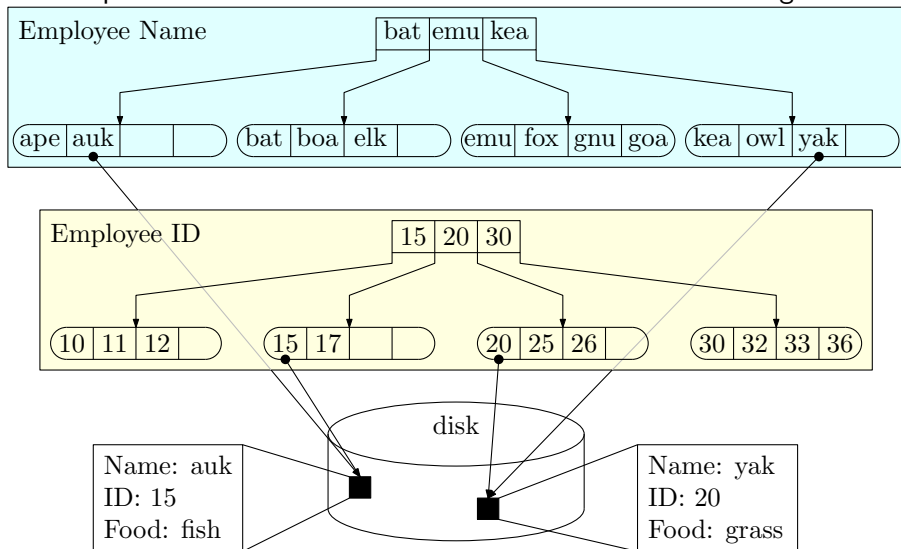 Employee Name
bat emu kea
ape auk
bat boa elk
emu fox gnu goa
kea owl yak
Employee ID
15 20 30
10 11 12
15 17
20 25 26
30 32 33 36
disk
Name: auk
ID: 15
Food: fish
Name: yak
ID: 20
Food: grass